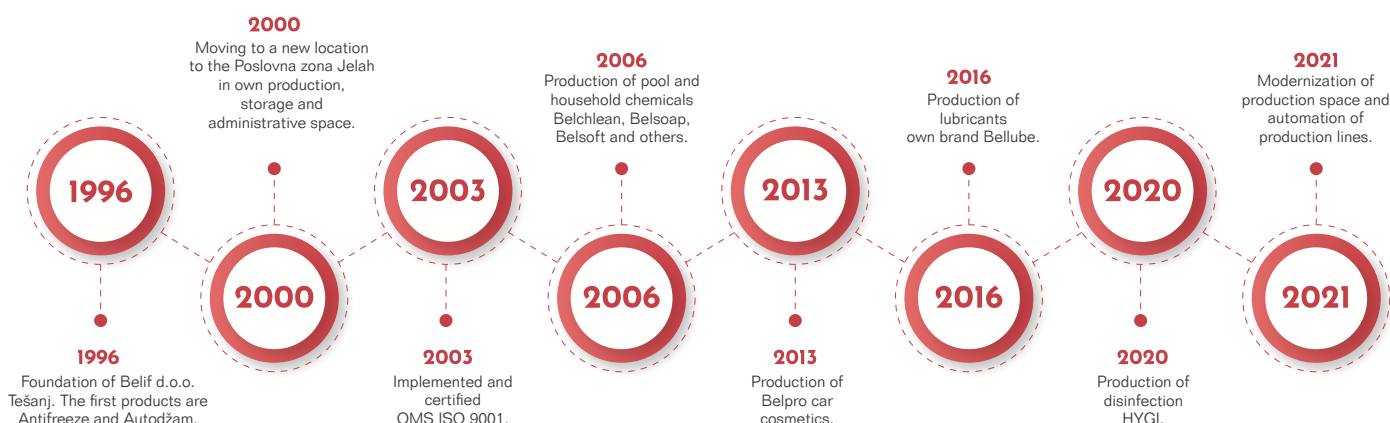 1996
Foundation of Belif d.o.o.
Tešanj. The first products are
Antifreeze and Autodžam.
2000
Moving to a new location
to the Poslovna zona Jelah
in own production,
storage and
administrative space.
2000
2003
2003
Implemented and
certified
QMS ISO 9001.
2006
Production of pool and
household chemicals
Belchlean, Belsoap,
Belsoft and others.
2006
2013
2013
Production of
Belpro car
cosmetics.
2016
Production of
lubricants
own brand Bellube.
2016
2020
2020
Production of
disinfection
HYGI.
2021
Modernization of
production space and
automation of
production lines.
2021
1996